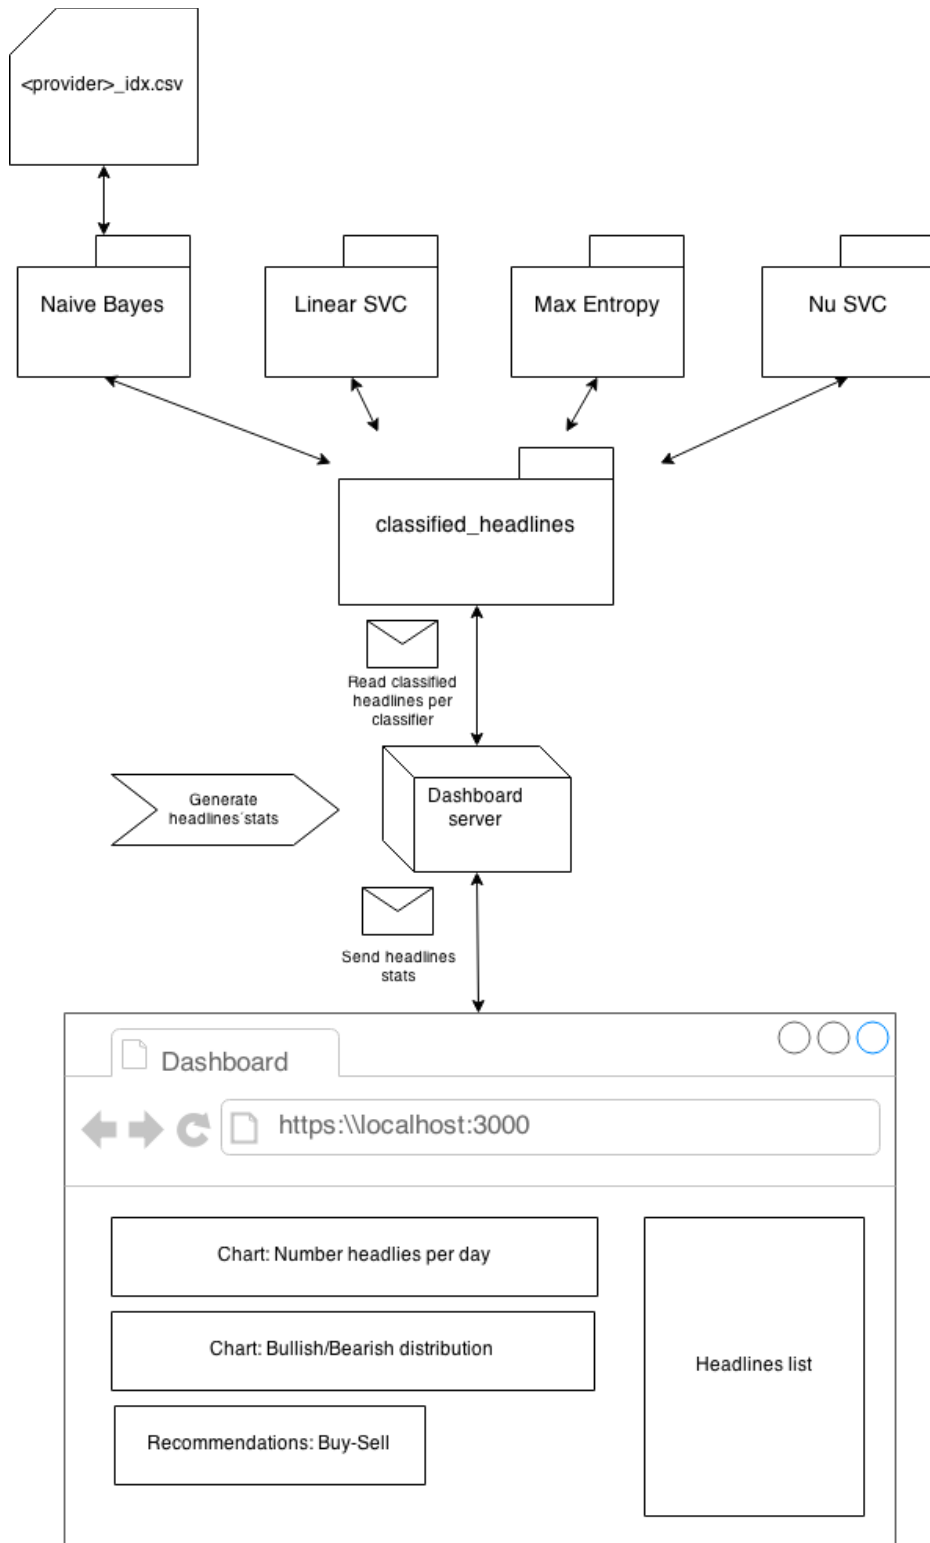 <provider>_idx.csv
Naive Bayes
Linear SVC
Max Entropy
Nu SVC
classified_headlines
Read classified
headlines per
classifier
Generate
headlines´stats
Dashboard
server
Send headlines
stats
Dashboard
https:\\localhost:3000
Chart: Number headlies per day
Chart: Bullish/Bearish distribution
Recommendations: Buy-Sell
Headlines list